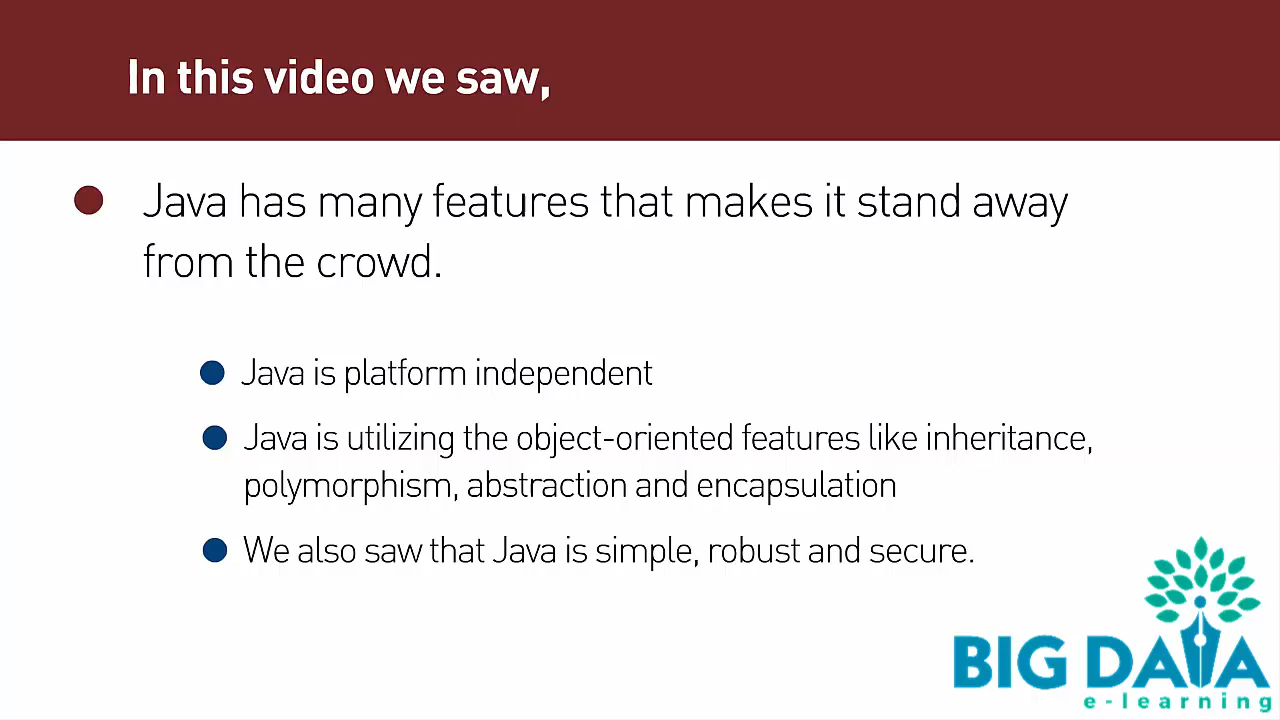 In this video we saw,
Java has many features that makes it stand away
from the crowd.
Java is platform independent
Java is utilizing the object-oriented features like inheritance,
polymorphism, abstraction and encapsulation
We also saw that Java is simple, robust and secure.
BIG DATA
e-learning